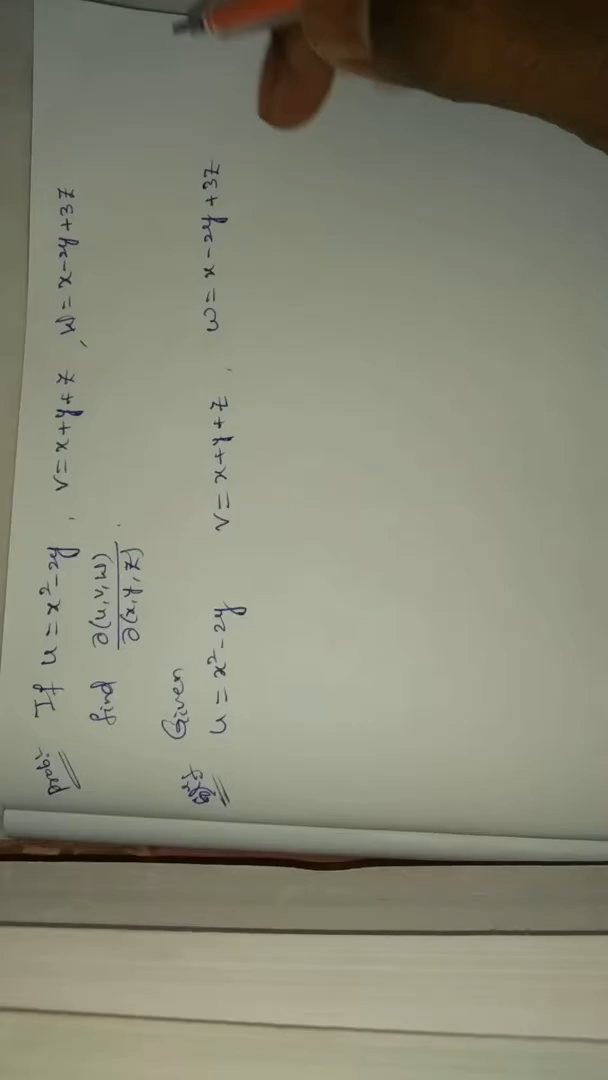 Prob:- If u = x²-2y , v = x+y+z , w = x-2y+3z
find ∂(u,v,w)/∂(x,y,z) .
Given
u = x²-2y v = x+y+z , w = x-2y+3z